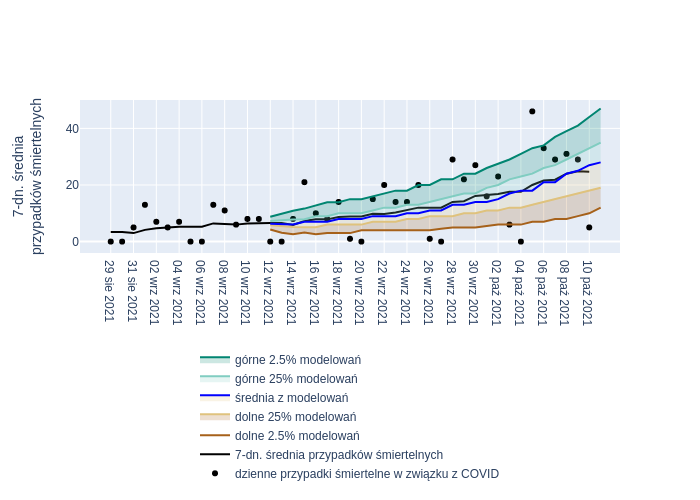 7-dn. średnia
przypadków śmiertelnych
40
20
0
29 sie 2021
31 sie 2021
02 wrz 2021
04 wrz 2021
06 wrz 2021
08 wrz 2021
10 wrz 2021
12 wrz 2021
14 wrz 2021
16 wrz 2021
18 wrz 2021
20 wrz 2021
22 wrz 2021
24 wrz 2021
26 wrz 2021
28 wrz 2021
30 wrz 2021
02 paź 2021
04 paź 2021
06 paź 2021
08 paź 2021
10 paź 2021
górne 2.5% modelowań
górne 25% modelowań
średnia z modelowań
dolne 25% modelowań
dolne 2.5% modelowań
7-dn. średnia przypadków śmiertelnych
dzienne przypadki śmiertelne w związku z COVID